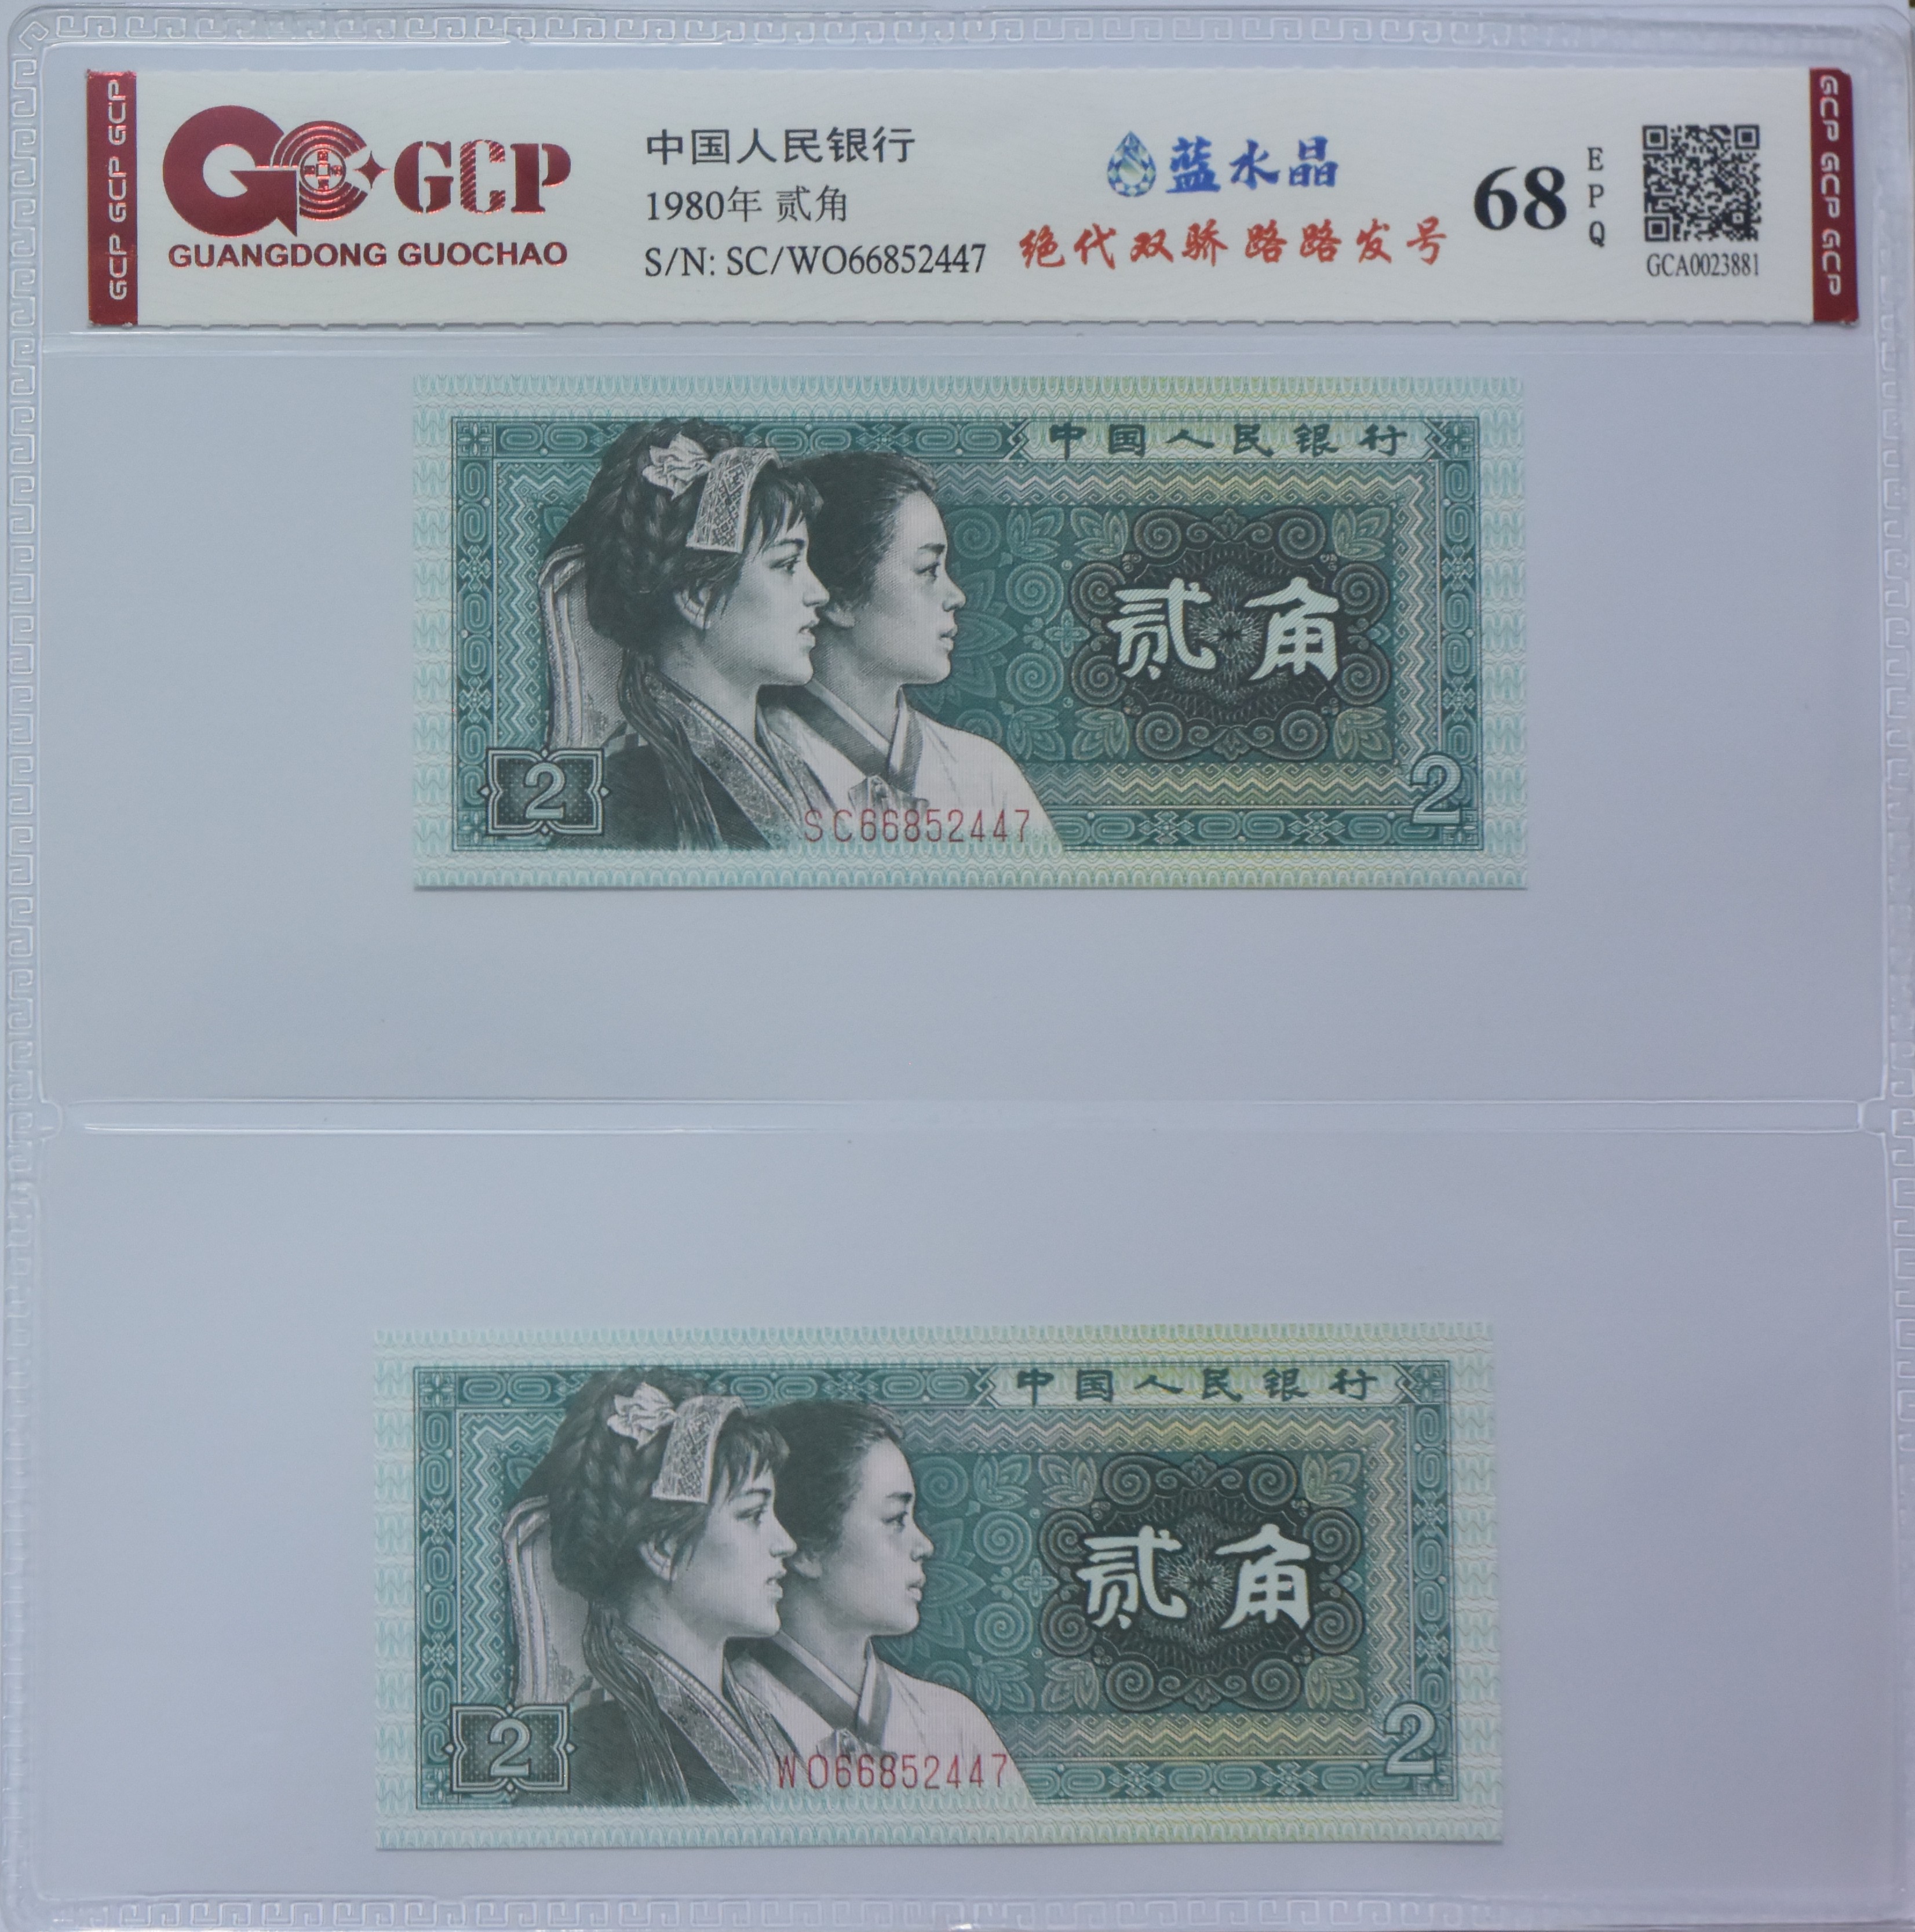 GCP GCP GCP
GCP
GUANGDONG GUOCHAO
中国人民银行
1980年 贰角
S/N: SC/WO66852447
蓝水晶
绝代双骄 路路发号
68
EPQ
GCA0023881
GCP GCP GCP
中国人民银行
贰角
2
2
SC66852447
中国人民银行
贰角
2
2
WO66852447